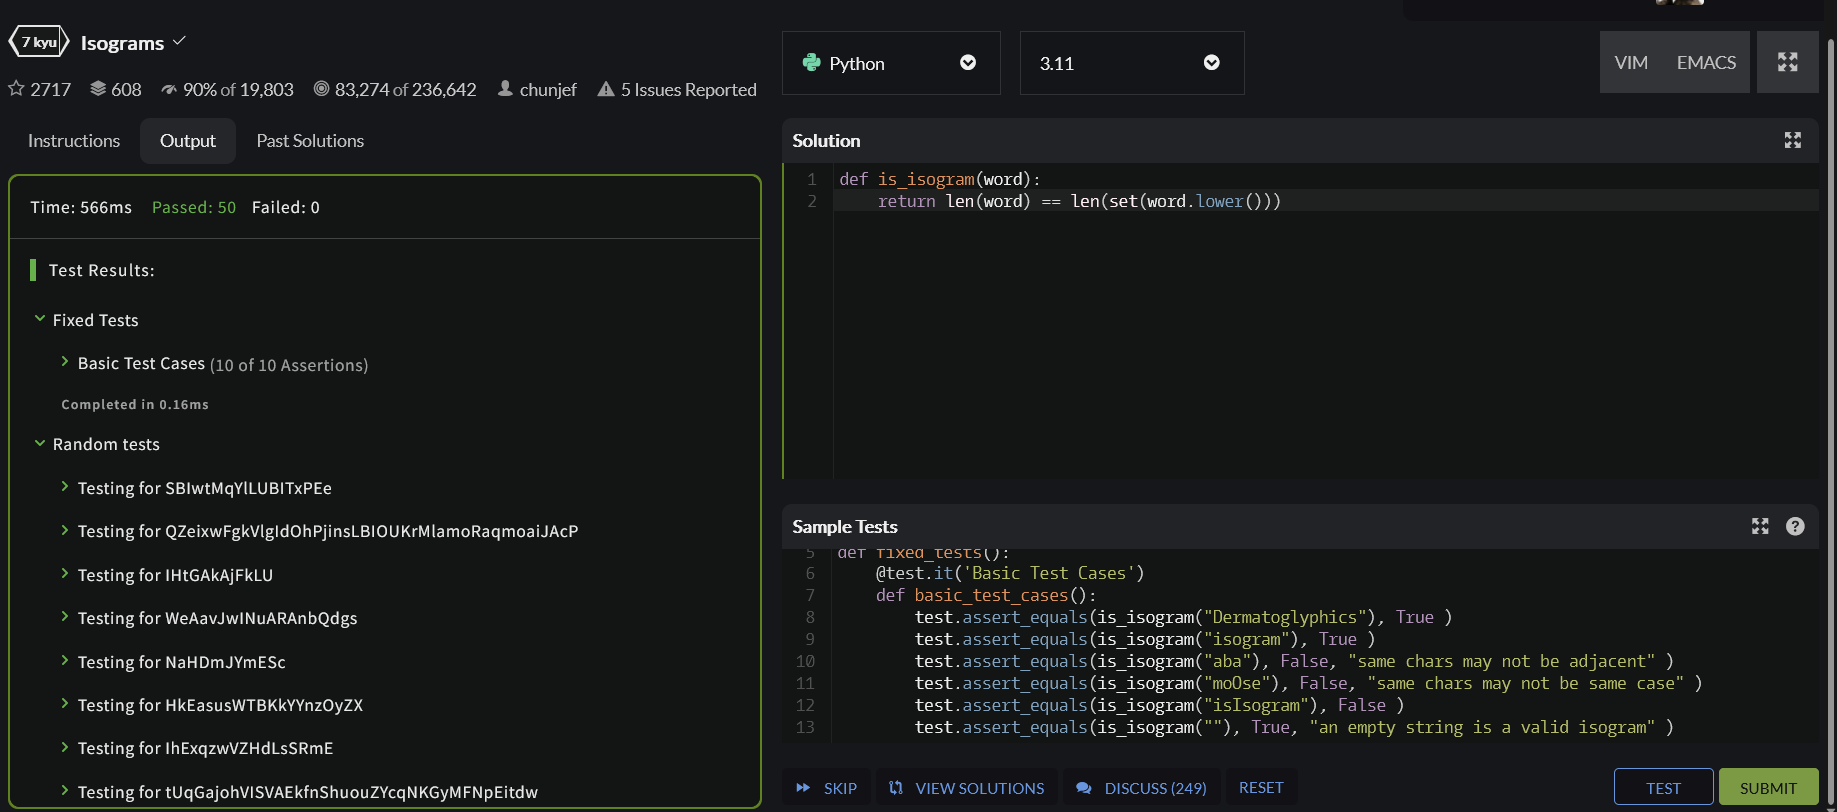 7 kyu Isograms
2717 608 90% of 19,803 83,274 of 236,642 chunjef 5 Issues Reported
Instructions Output Past Solutions
Time: 566ms Passed: 50 Failed: 0
Test Results:
Fixed Tests
Basic Test Cases (10 of 10 Assertions)
Completed in 0.16ms
Random tests
Testing for SBIwtMqYlLUBITxPEe
Testing for QZeixwFgkVlgIdOhPjinsLBIOUKrMlamoRaqmoaiJAcP
Testing for IHtGAkAjFkLU
Testing for WeAavJwINuARAnbQdgs
Testing for NaHDmJYmESc
Testing for HkEasusWTBKkYYnzOyZX
Testing for IhExqzwVZHdLsSRmE
Testing for tUqGajohVISVAEkfnShuouZYcqNKGyMFNpEitdw
Python 3.11 VIM EMACS
Solution
1 def is_isogram(word):
2 return len(word) == len(set(word.lower()))
Sample Tests
5 def fixed_tests():
6 @test.it('Basic Test Cases')
7 def basic_test_cases():
8 test.assert_equals(is_isogram("Dermatoglyphics"), True )
9 test.assert_equals(is_isogram("isogram"), True )
10 test.assert_equals(is_isogram("aba"), False, "same chars may not be adjacent" )
11 test.assert_equals(is_isogram("moOse"), False, "same chars may not be same case" )
12 test.assert_equals(is_isogram("isIsogram"), False )
13 test.assert_equals(is_isogram(""), True, "an empty string is a valid isogram" )
SKIP VIEW SOLUTIONS DISCUSS (249) RESET TEST SUBMIT